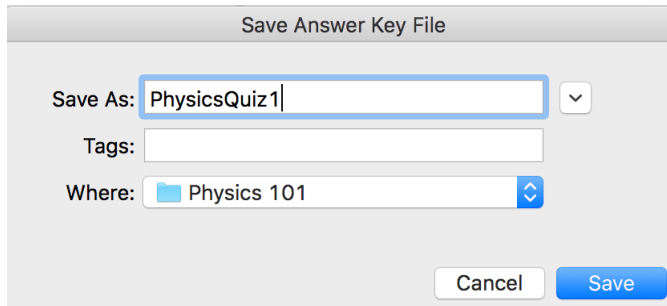 Save Answer Key File
Save As: PhysicsQuiz1
Tags:
Where: Physics 101
Cancel Save